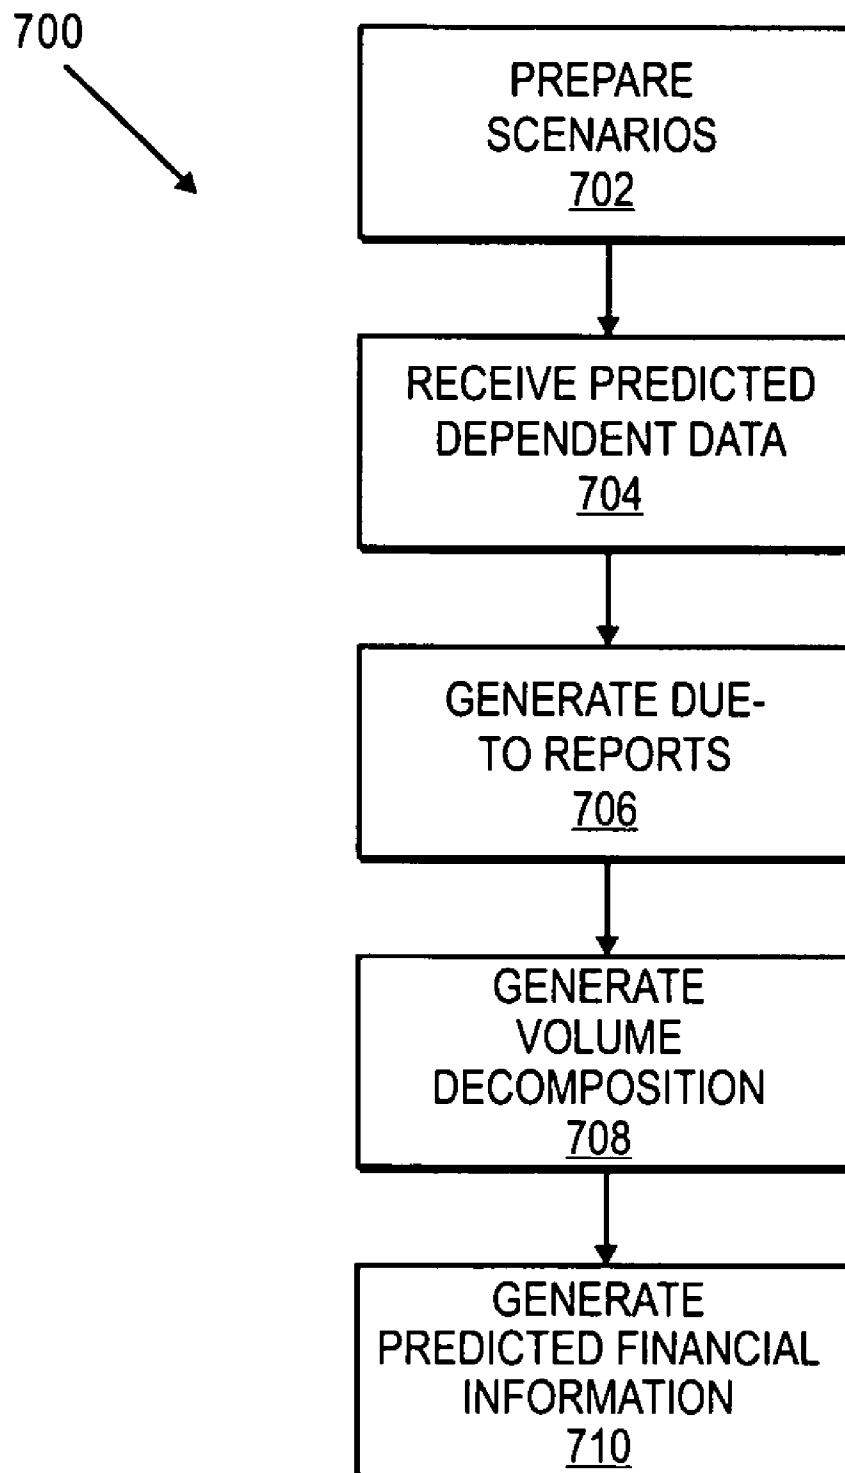 700
PREPARE
SCENARIOS
702
RECEIVE PREDICTED
DEPENDENT DATA
704
GENERATE DUE-
TO REPORTS
706
GENERATE
VOLUME
DECOMPOSITION
708
GENERATE
PREDICTED FINANCIAL
INFORMATION
710